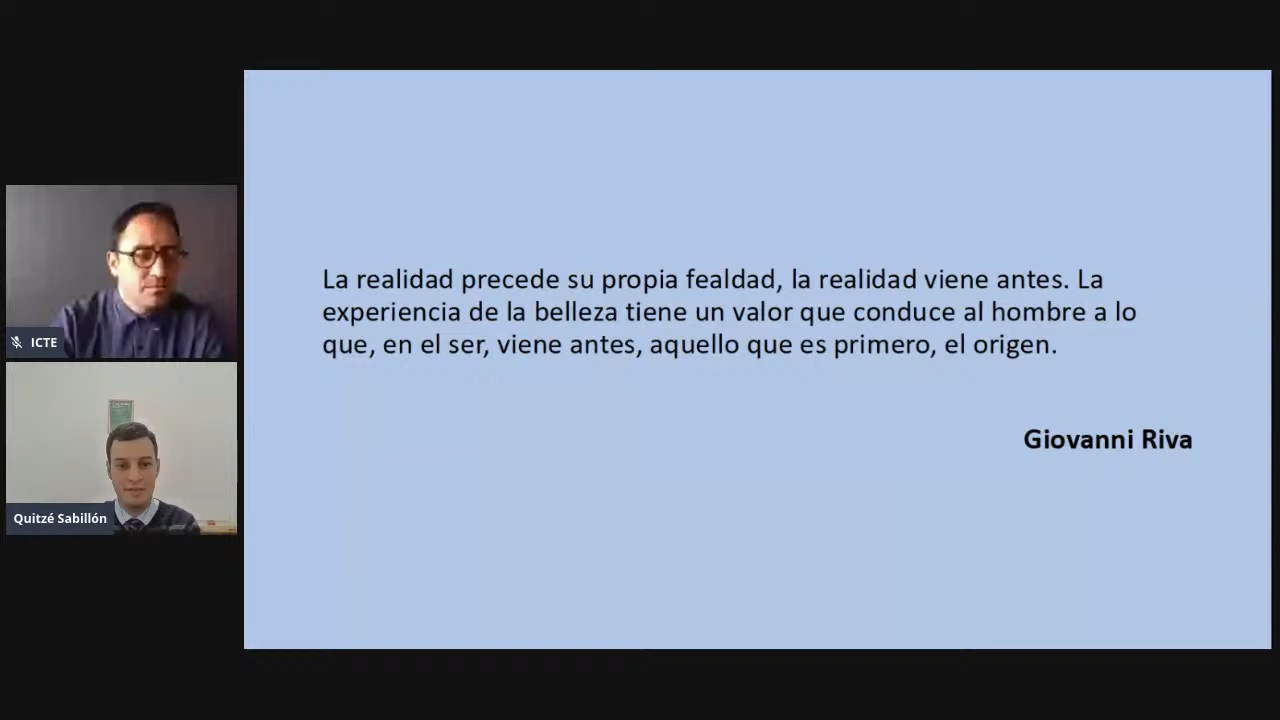 ICTE
Quitzé Sabillón
La realidad precede su propia fealdad, la realidad viene antes. La
experiencia de la belleza tiene un valor que conduce al hombre a lo
que, en el ser, viene antes, aquello que es primero, el origen.
Giovanni Riva